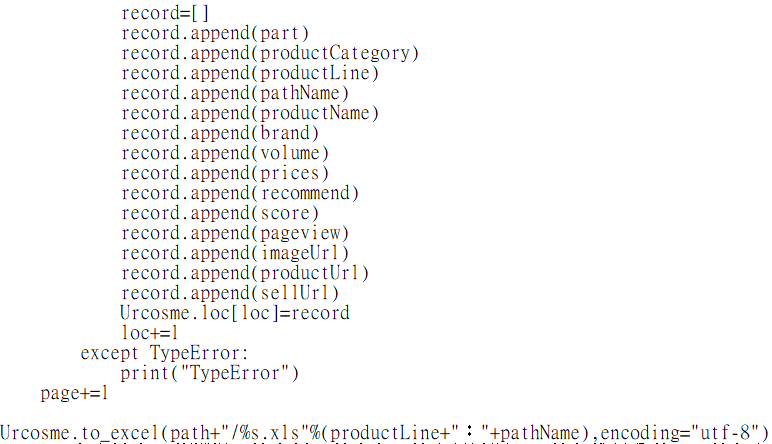 record=[]
record.append(part)
record.append(productCategory)
record.append(productLine)
record.append(pathName)
record.append(productName)
record.append(brand)
record.append(volume)
record.append(prices)
record.append(recommend)
record.append(score)
record.append(pageview)
record.append(imageUrl)
record.append(productUrl)
record.append(sellUrl)
Urcosme.loc[loc]=record
loc+=1
except TypeError:
print("TypeError")
page+=1
Urcosme.to_excel(path+"/%s.xls"%(productLine+"："+pathName),encoding="utf-8")